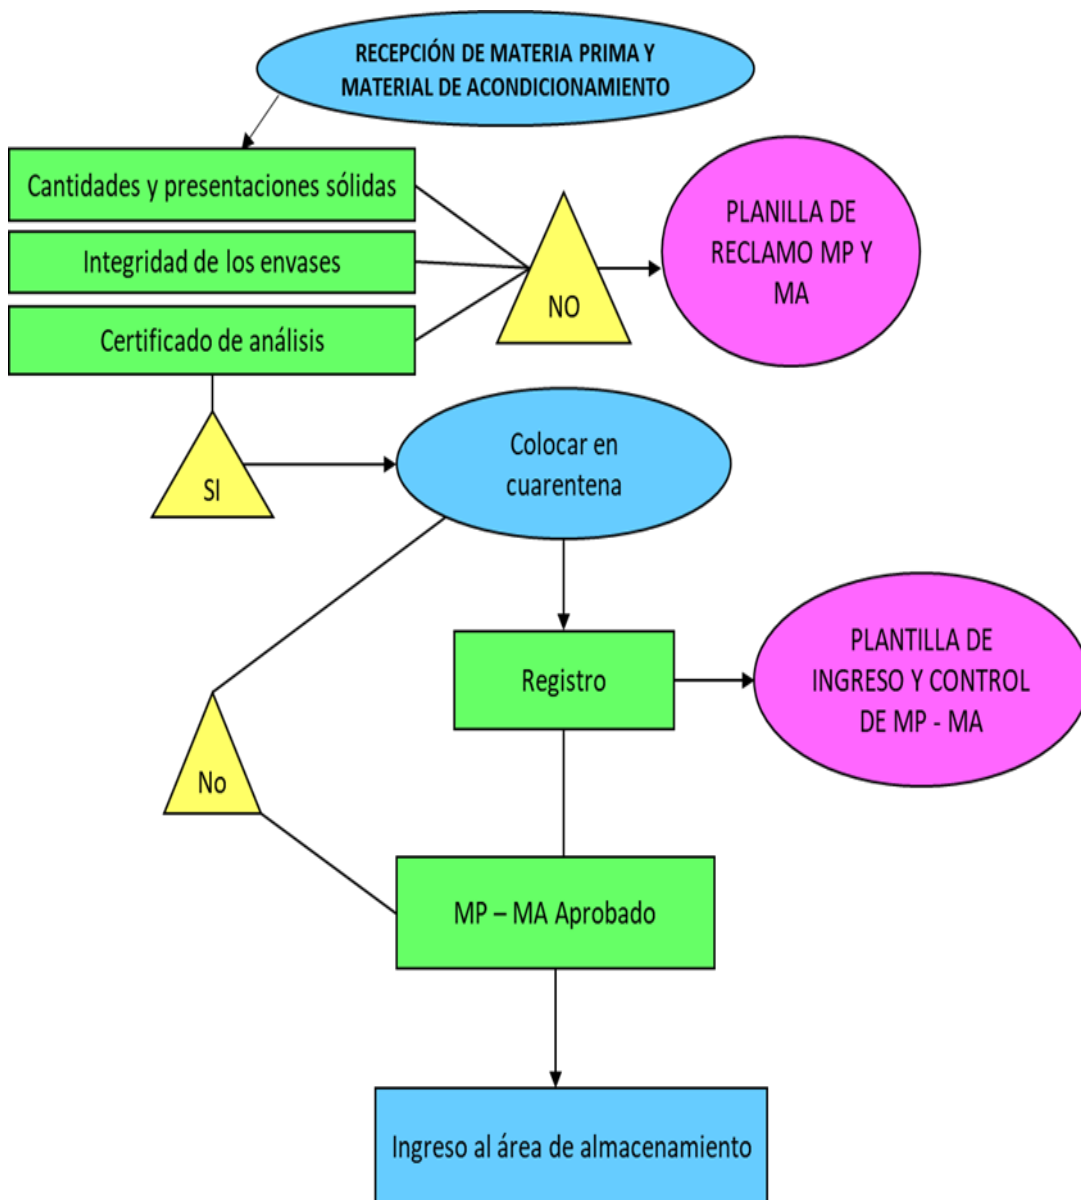 RECEPCIÓN DE MATERIA PRIMA Y
MATERIAL DE ACONDICIONAMIENTO
Cantidades y presentaciones sólidas
Integridad de los envases
Certificado de análisis
NO
PLANILLA DE
RECLAMO MP Y
MA
SI
Colocar en
cuarentena
Registro
PLANTILLA DE
INGRESO Y CONTROL
DE MP - MA
No
MP – MA Aprobado
Ingreso al área de almacenamiento